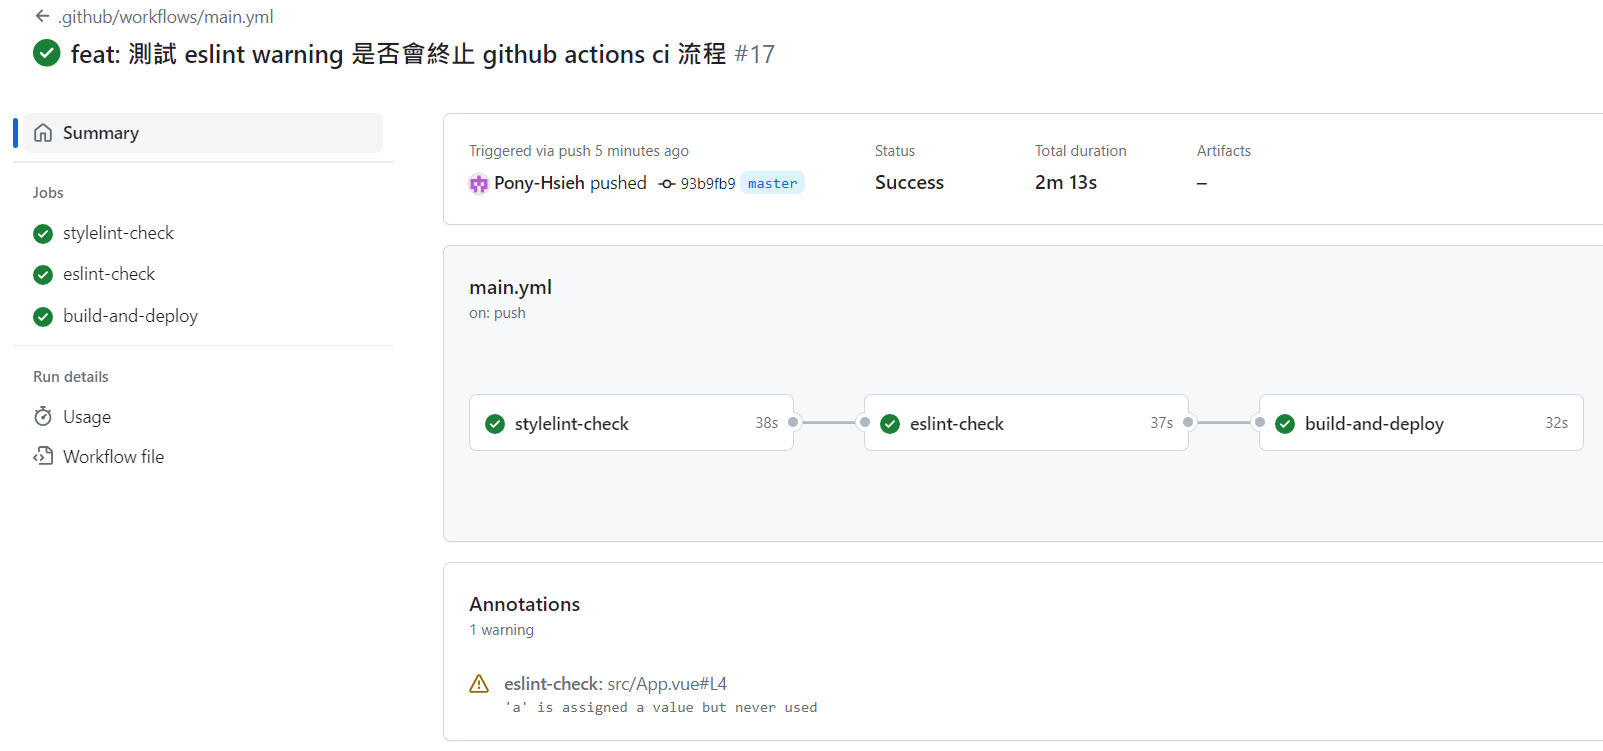 .github/workflows/main.yml
feat: 測試 eslint warning 是否會終止 github actions ci 流程 #17
Summary
Jobs
stylelint-check
eslint-check
build-and-deploy
Run details
Usage
Workflow file
Triggered via push 5 minutes ago
Pony-Hsieh pushed 93b9fb9 master
Status
Success
Total duration
2m 13s
Artifacts
–
main.yml
on: push
stylelint-check 38s
eslint-check 37s
build-and-deploy 32s
Annotations
1 warning
eslint-check: src/App.vue#L4
'a' is assigned a value but never used